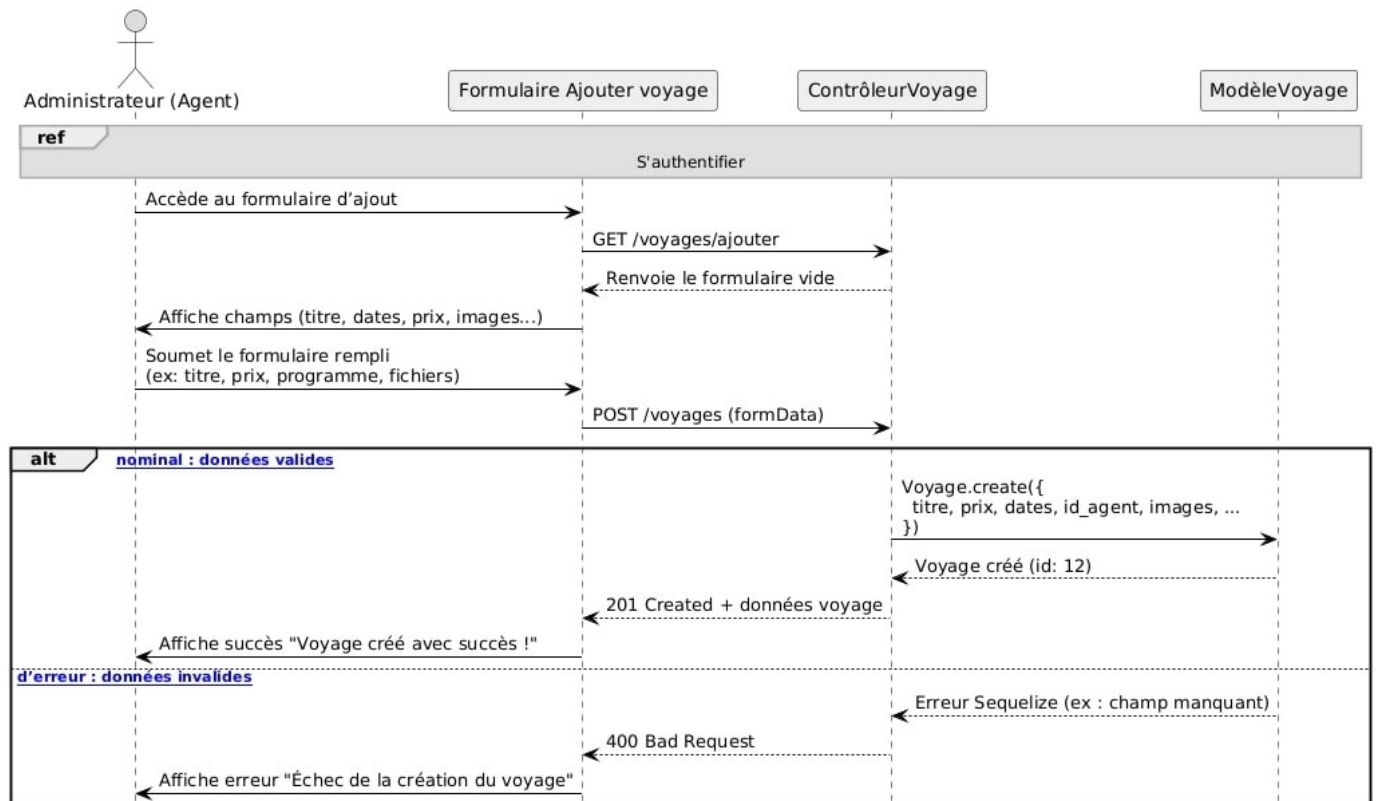 Administrateur (Agent)
Formulaire Ajouter voyage
ContrôleurVoyage
ModèleVoyage
ref
S'authentifier
Accède au formulaire d’ajout
GET /voyages/ajouter
Renvoie le formulaire vide
Affiche champs (titre, dates, prix, images...)
Soumet le formulaire rempli
(ex: titre, prix, programme, fichiers)
POST /voyages (formData)
alt
nominal : données valides
Voyage.create({
titre, prix, dates, id_agent, images, ...
})
Voyage créé (id: 12)
201 Created + données voyage
Affiche succès "Voyage créé avec succès !"
d’erreur : données invalides
Erreur Sequelize (ex : champ manquant)
400 Bad Request
Affiche erreur "Échec de la création du voyage"